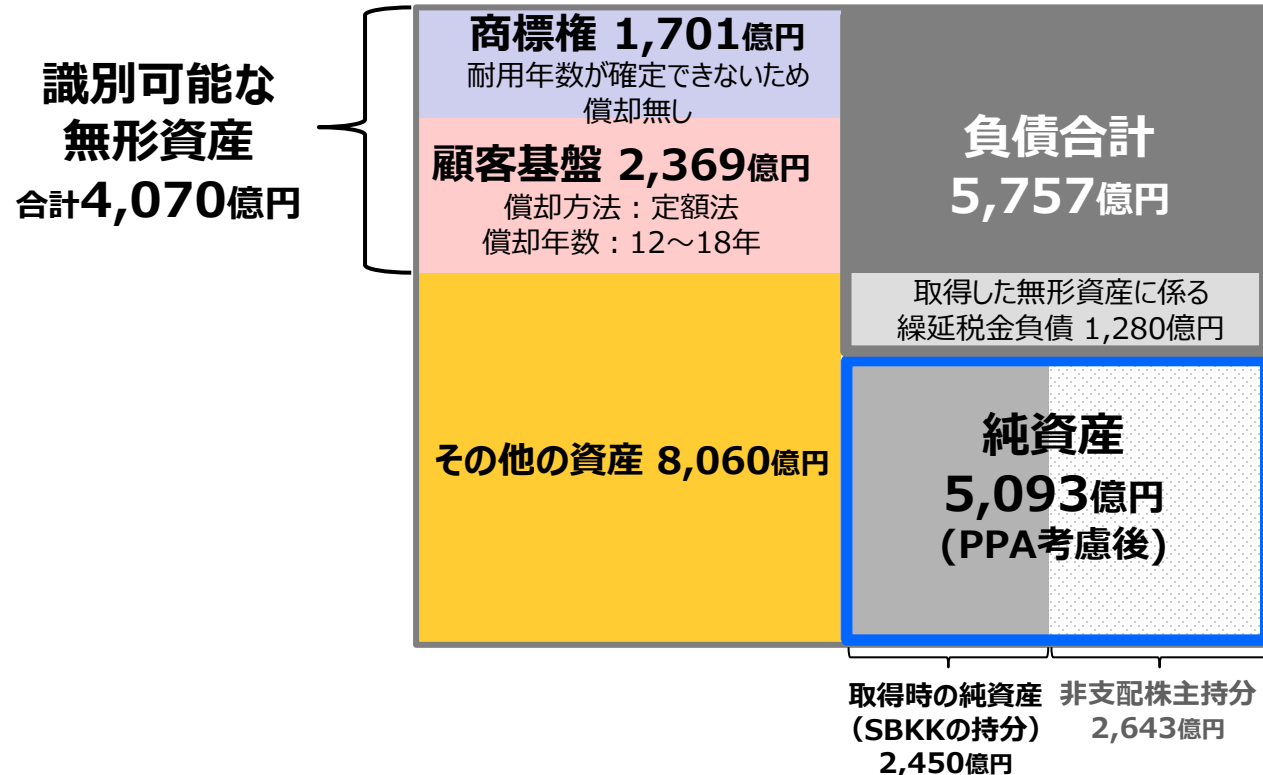 識別可能な
無形資産
合計4,070億円
商標権 1,701億円
耐用年数が確定できないため
償却無し
顧客基盤 2,369億円
償却方法：定額法
償却年数：12～18年
その他の資産 8,060億円
負債合計
5,757億円
取得した無形資産に係る
繰延税金負債 1,280億円
純資産
5,093億円
(PPA考慮後)
取得時の純資産
（SBKKの持分）
2,450億円
非支配株主持分
2,643億円